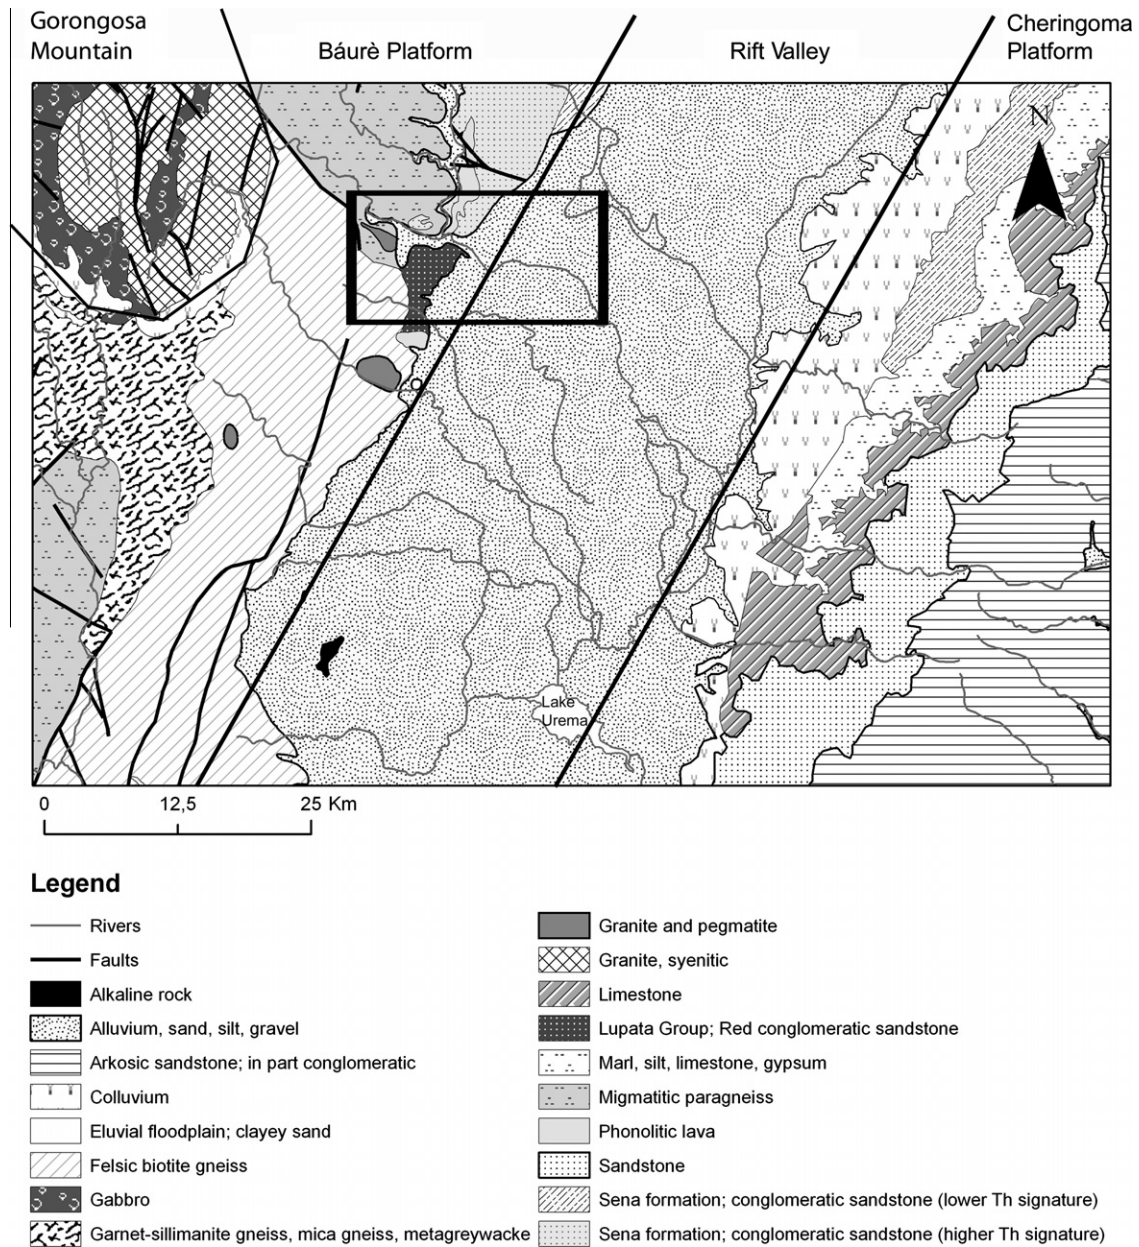 Gorongosa
Mountain
Báurè Platform
Rift Valley
Cheringoma
Platform
N
Lake
Urema
0 12,5 25 Km
Legend
Rivers
Faults
Alkaline rock
Alluvium, sand, silt, gravel
Arkosic sandstone; in part conglomeratic
Colluvium
Eluvial floodplain; clayey sand
Felsic biotite gneiss
Gabbro
Garnet-sillimanite gneiss, mica gneiss, metagreywacke
Granite and pegmatite
Granite, syenitic
Limestone
Lupata Group; Red conglomeratic sandstone
Marl, silt, limestone, gypsum
Migmatitic paragneiss
Phonolitic lava
Sandstone
Sena formation; conglomeratic sandstone (lower Th signature)
Sena formation; conglomeratic sandstone (higher Th signature)